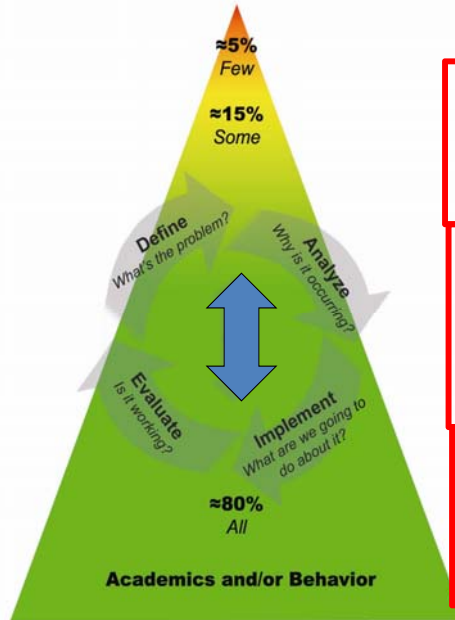 ≈5%
Few
≈15%
Some
Define
What's the problem?
Analyze
Why is it occurring?
Implement
What are we going to
do about it?
Evaluate
Is it working?
≈80%
All
Academics and/or Behavior